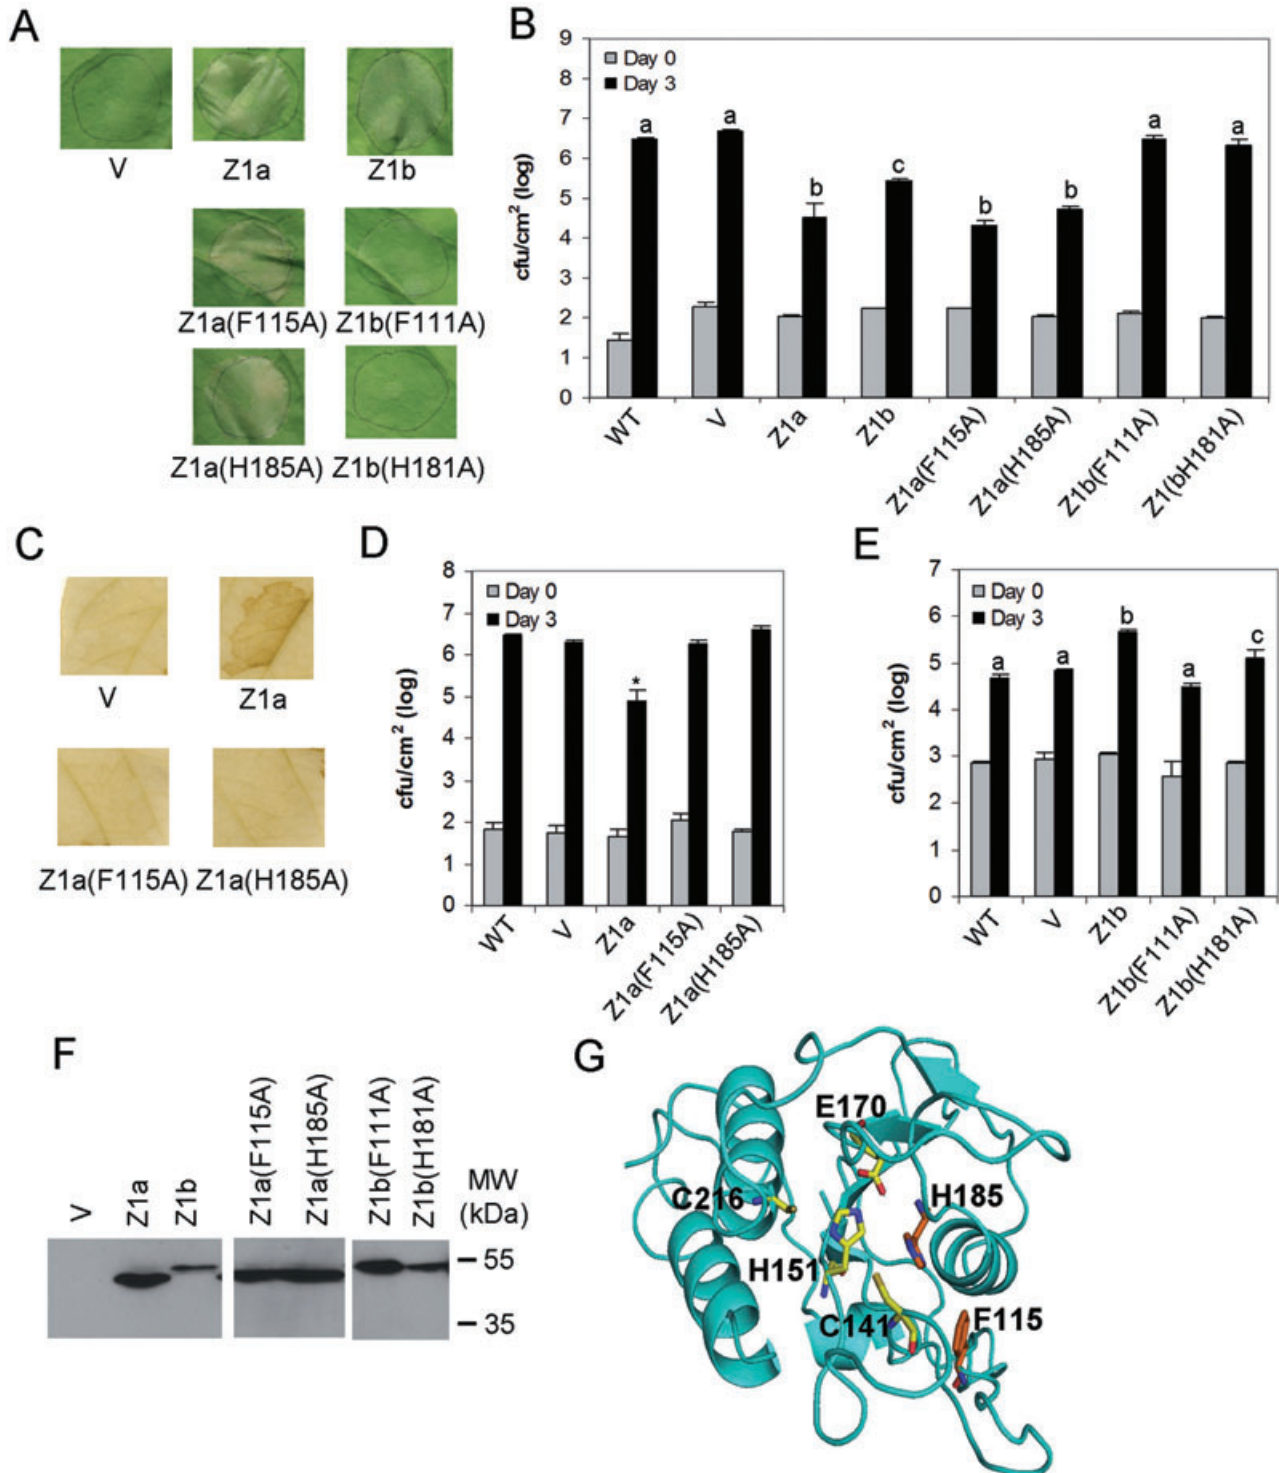 A
V
Z1a
Z1b
Z1a(F115A)
Z1b(F111A)
Z1a(H185A)
Z1b(H181A)
B
9
8
7
6
5
4
3
2
1
0
cfu/cm² (log)
Day 0
Day 3
a
a
b
c
b
b
a
a
WT
V
Z1a
Z1b
Z1a(F115A)
Z1a(H185A)
Z1b(F111A)
Z1(bH181A)
C
V
Z1a
Z1a(F115A)
Z1a(H185A)
D
8
7
6
5
4
3
2
1
0
cfu/cm² (log)
Day 0
Day 3
*
WT
V
Z1a
Z1a(F115A)
Z1a(H185A)
E
7
6
5
4
3
2
1
0
cfu/cm² (log)
Day 0
Day 3
a
a
b
a
c
WT
V
Z1b
Z1b(F111A)
Z1b(H181A)
F
V
Z1a
Z1b
Z1a(F115A)
Z1a(H185A)
Z1b(F111A)
Z1b(H181A)
MW
(kDa)
55
35
G
E170
C216
H185
H151
C141
F115